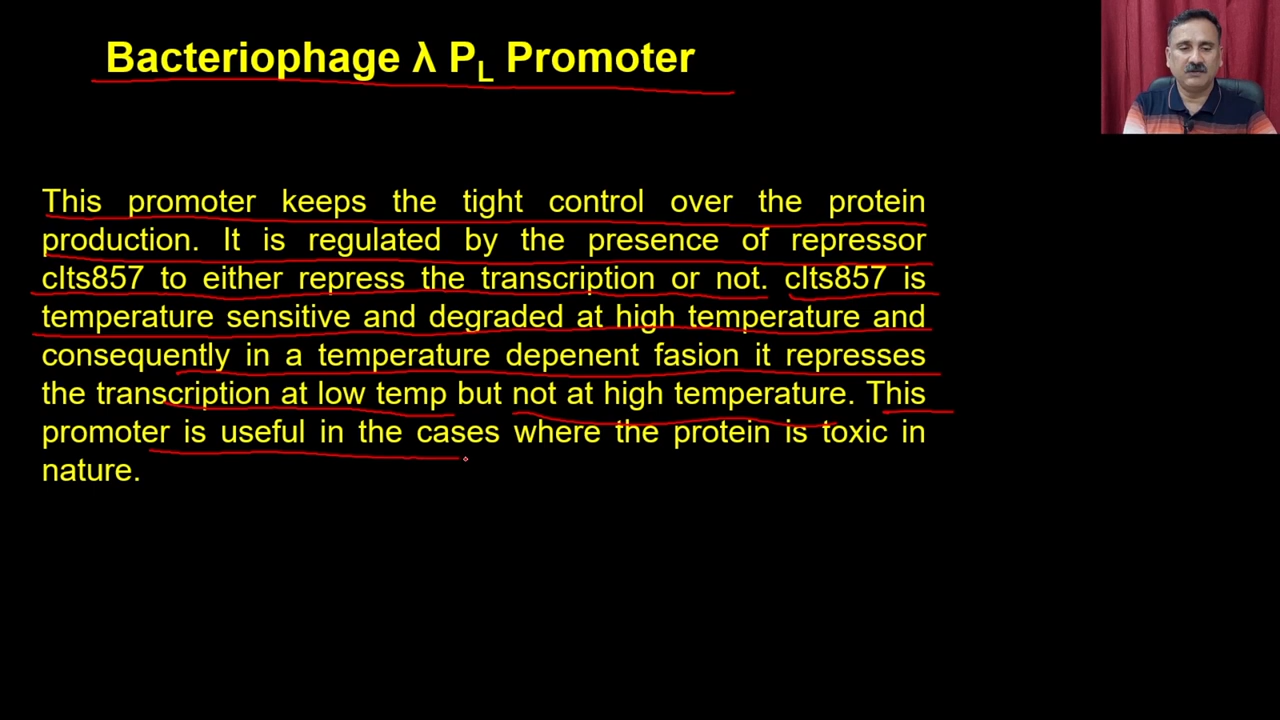 Bacteriophage λ PL Promoter
This promoter keeps the tight control over the protein
production. It is regulated by the presence of repressor
cIts857 to either repress the transcription or not. cIts857 is
temperature sensitive and degraded at high temperature and
consequently in a temperature depenent fasion it represses
the transcription at low temp but not at high temperature. This
promoter is useful in the cases where the protein is toxic in
nature.